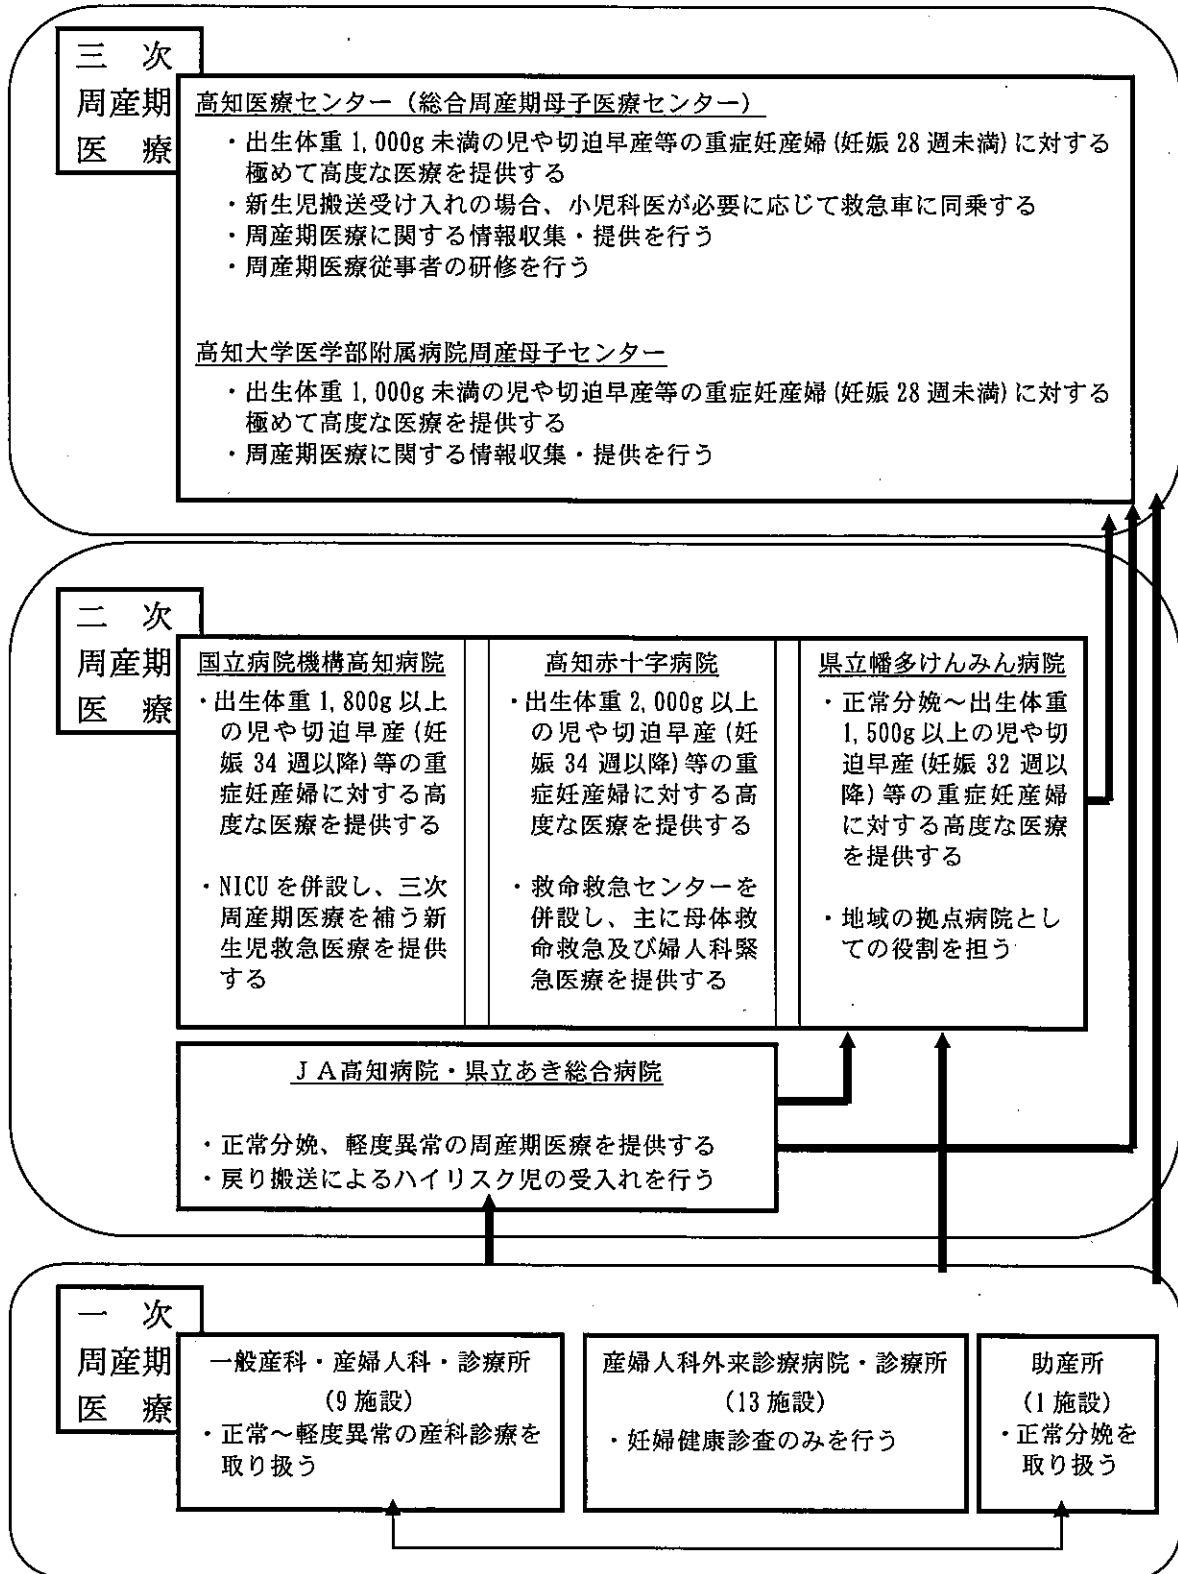 三次
周産期
医療
高知医療センター（総合周産期母子医療センター）
・出生体重 1,000g 未満の児や切迫早産等の重症妊産婦(妊娠 28 週未満)に対する
極めて高度な医療を提供する
・新生児搬送受け入れの場合、小児科医が必要に応じて救急車に同乗する
・周産期医療に関する情報収集・提供を行う
・周産期医療従事者の研修を行う
高知大学医学部附属病院周産母子センター
・出生体重 1,000g 未満の児や切迫早産等の重症妊産婦(妊娠 28 週未満)に対する
極めて高度な医療を提供する
・周産期医療に関する情報収集・提供を行う
二次
周産期
医療
国立病院機構高知病院
・出生体重 1,800g 以上
の児や切迫早産(妊
娠 34 週以降)等の重
症妊産婦に対する高
度な医療を提供する
・NICU を併設し、三次
周産期医療を補う新
生児救急医療を提供
する
高知赤十字病院
・出生体重 2,000g 以上
の児や切迫早産(妊
娠 34 週以降)等の重
症妊産婦に対する高
度な医療を提供する
・救命救急センターを
併設し、主に母体救
命救急及び婦人科緊
急医療を提供する
県立幡多けんみん病院
・正常分娩～出生体重
1,500g 以上の児や切
迫早産(妊娠 32 週以
降)等の重症妊産婦
に対する高度な医療
を提供する
・地域の拠点病院とし
ての役割を担う
ＪＡ高知病院・県立あき総合病院
・正常分娩、軽度異常の周産期医療を提供する
・戻り搬送によるハイリスク児の受入れを行う
一次
周産期
医療
一般産科・産婦人科・診療所
(9 施設)
・正常～軽度異常の産科診療を
取り扱う
産婦人科外来診療病院・診療所
(13 施設)
・妊婦健康診査のみを行う
助産所
(1 施設)
・正常分娩を
取り扱う